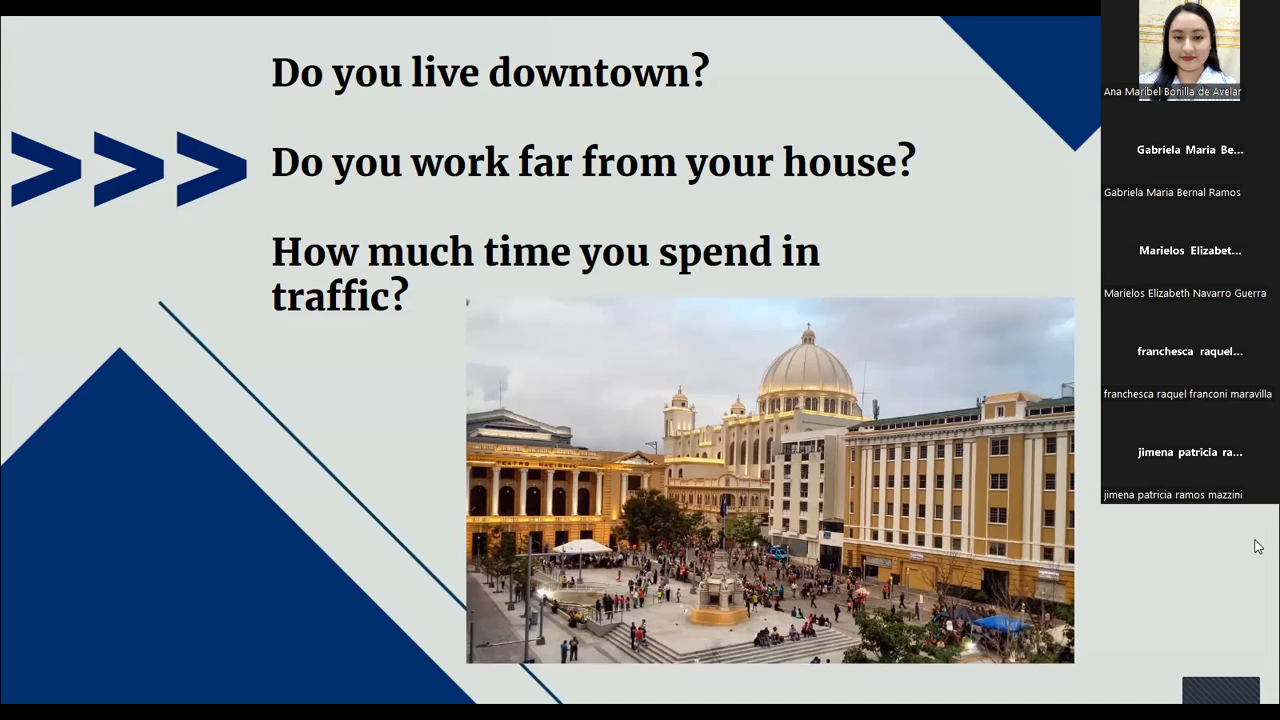 Do you live downtown?
>>> Do you work far from your house?
How much time you spend in
traffic?
TEATRO NACIONAL
Ana Maribel Bonilla de Avelar
Gabriela Maria Be...
Gabriela Maria Bernal Ramos
Marielos Elizabet...
Marielos Elizabeth Navarro Guerra
franchesca raquel...
franchesca raquel franconi maravilla
jimena patricia ra...
jimena patricia ramos mazzini